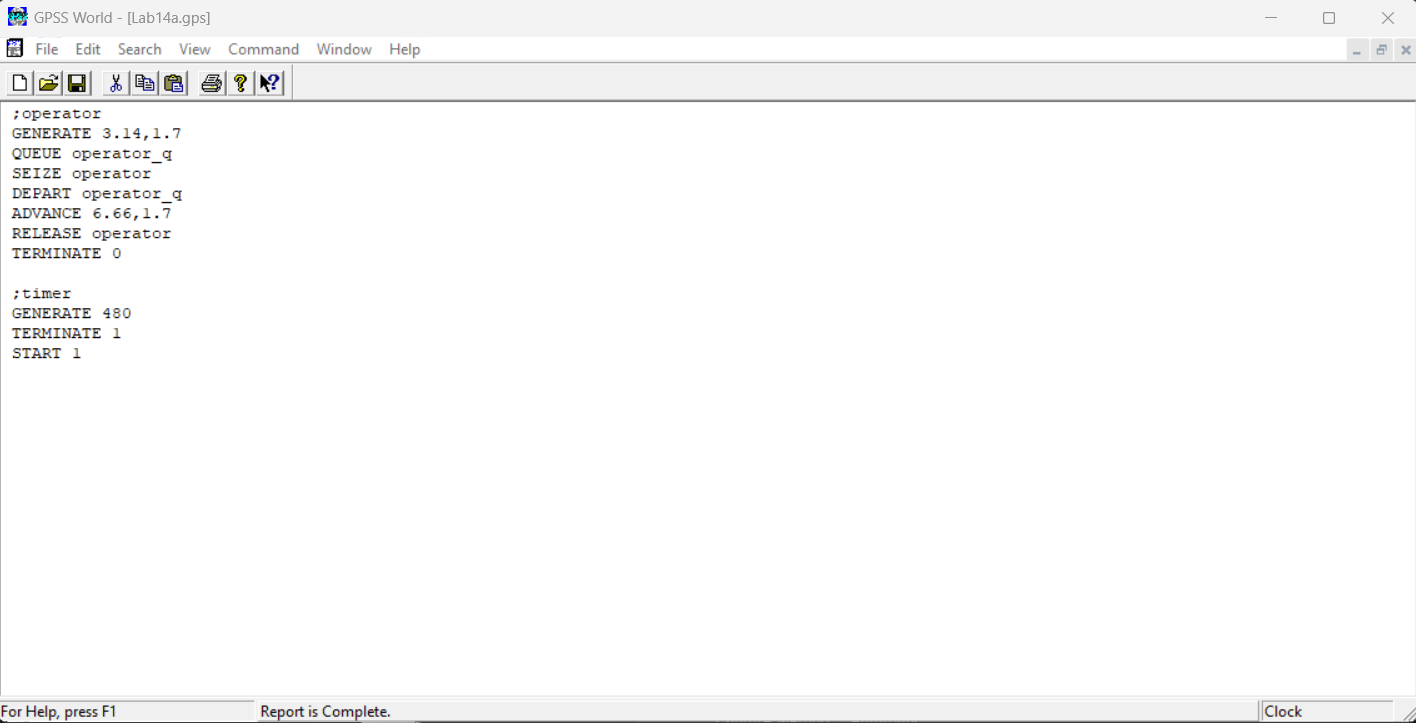 GPSS World - [Lab14a.gps]
File Edit Search View Command Window Help
;operator
GENERATE 3.14,1.7
QUEUE operator_q
SEIZE operator
DEPART operator_q
ADVANCE 6.66,1.7
RELEASE operator
TERMINATE 0
;timer
GENERATE 480
TERMINATE 1
START 1
For Help, press F1 Report is Complete. Clock